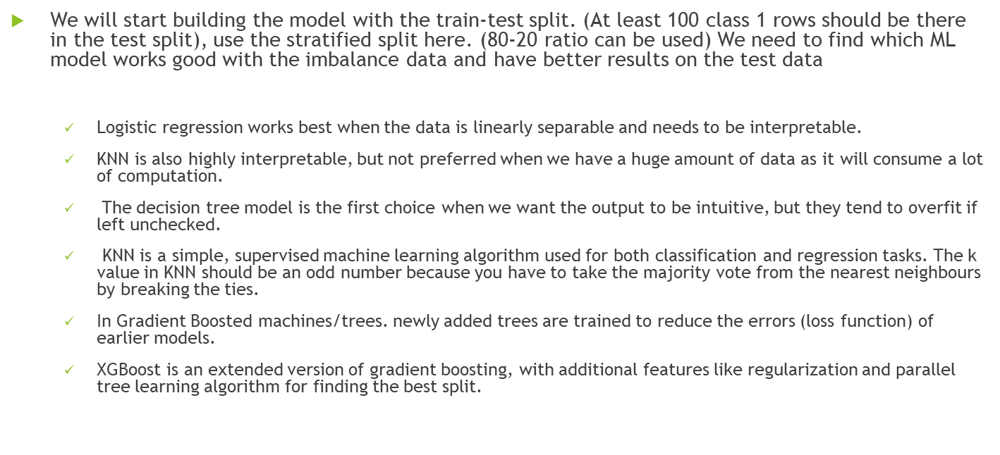 We will start building the model with the train-test split. (At least 100 class 1 rows should be there
in the test split), use the stratified split here. (80-20 ratio can be used) We need to find which ML
model works good with the imbalance data and have better results on the test data
Logistic regression works best when the data is linearly separable and needs to be interpretable.
KNN is also highly interpretable, but not preferred when we have a huge amount of data as it will consume a lot
of computation.
The decision tree model is the first choice when we want the output to be intuitive, but they tend to overfit if
left unchecked.
KNN is a simple, supervised machine learning algorithm used for both classification and regression tasks. The k
value in KNN should be an odd number because you have to take the majority vote from the nearest neighbours
by breaking the ties.
In Gradient Boosted machines/trees. newly added trees are trained to reduce the errors (loss function) of
earlier models.
XGBoost is an extended version of gradient boosting, with additional features like regularization and parallel
tree learning algorithm for finding the best split.